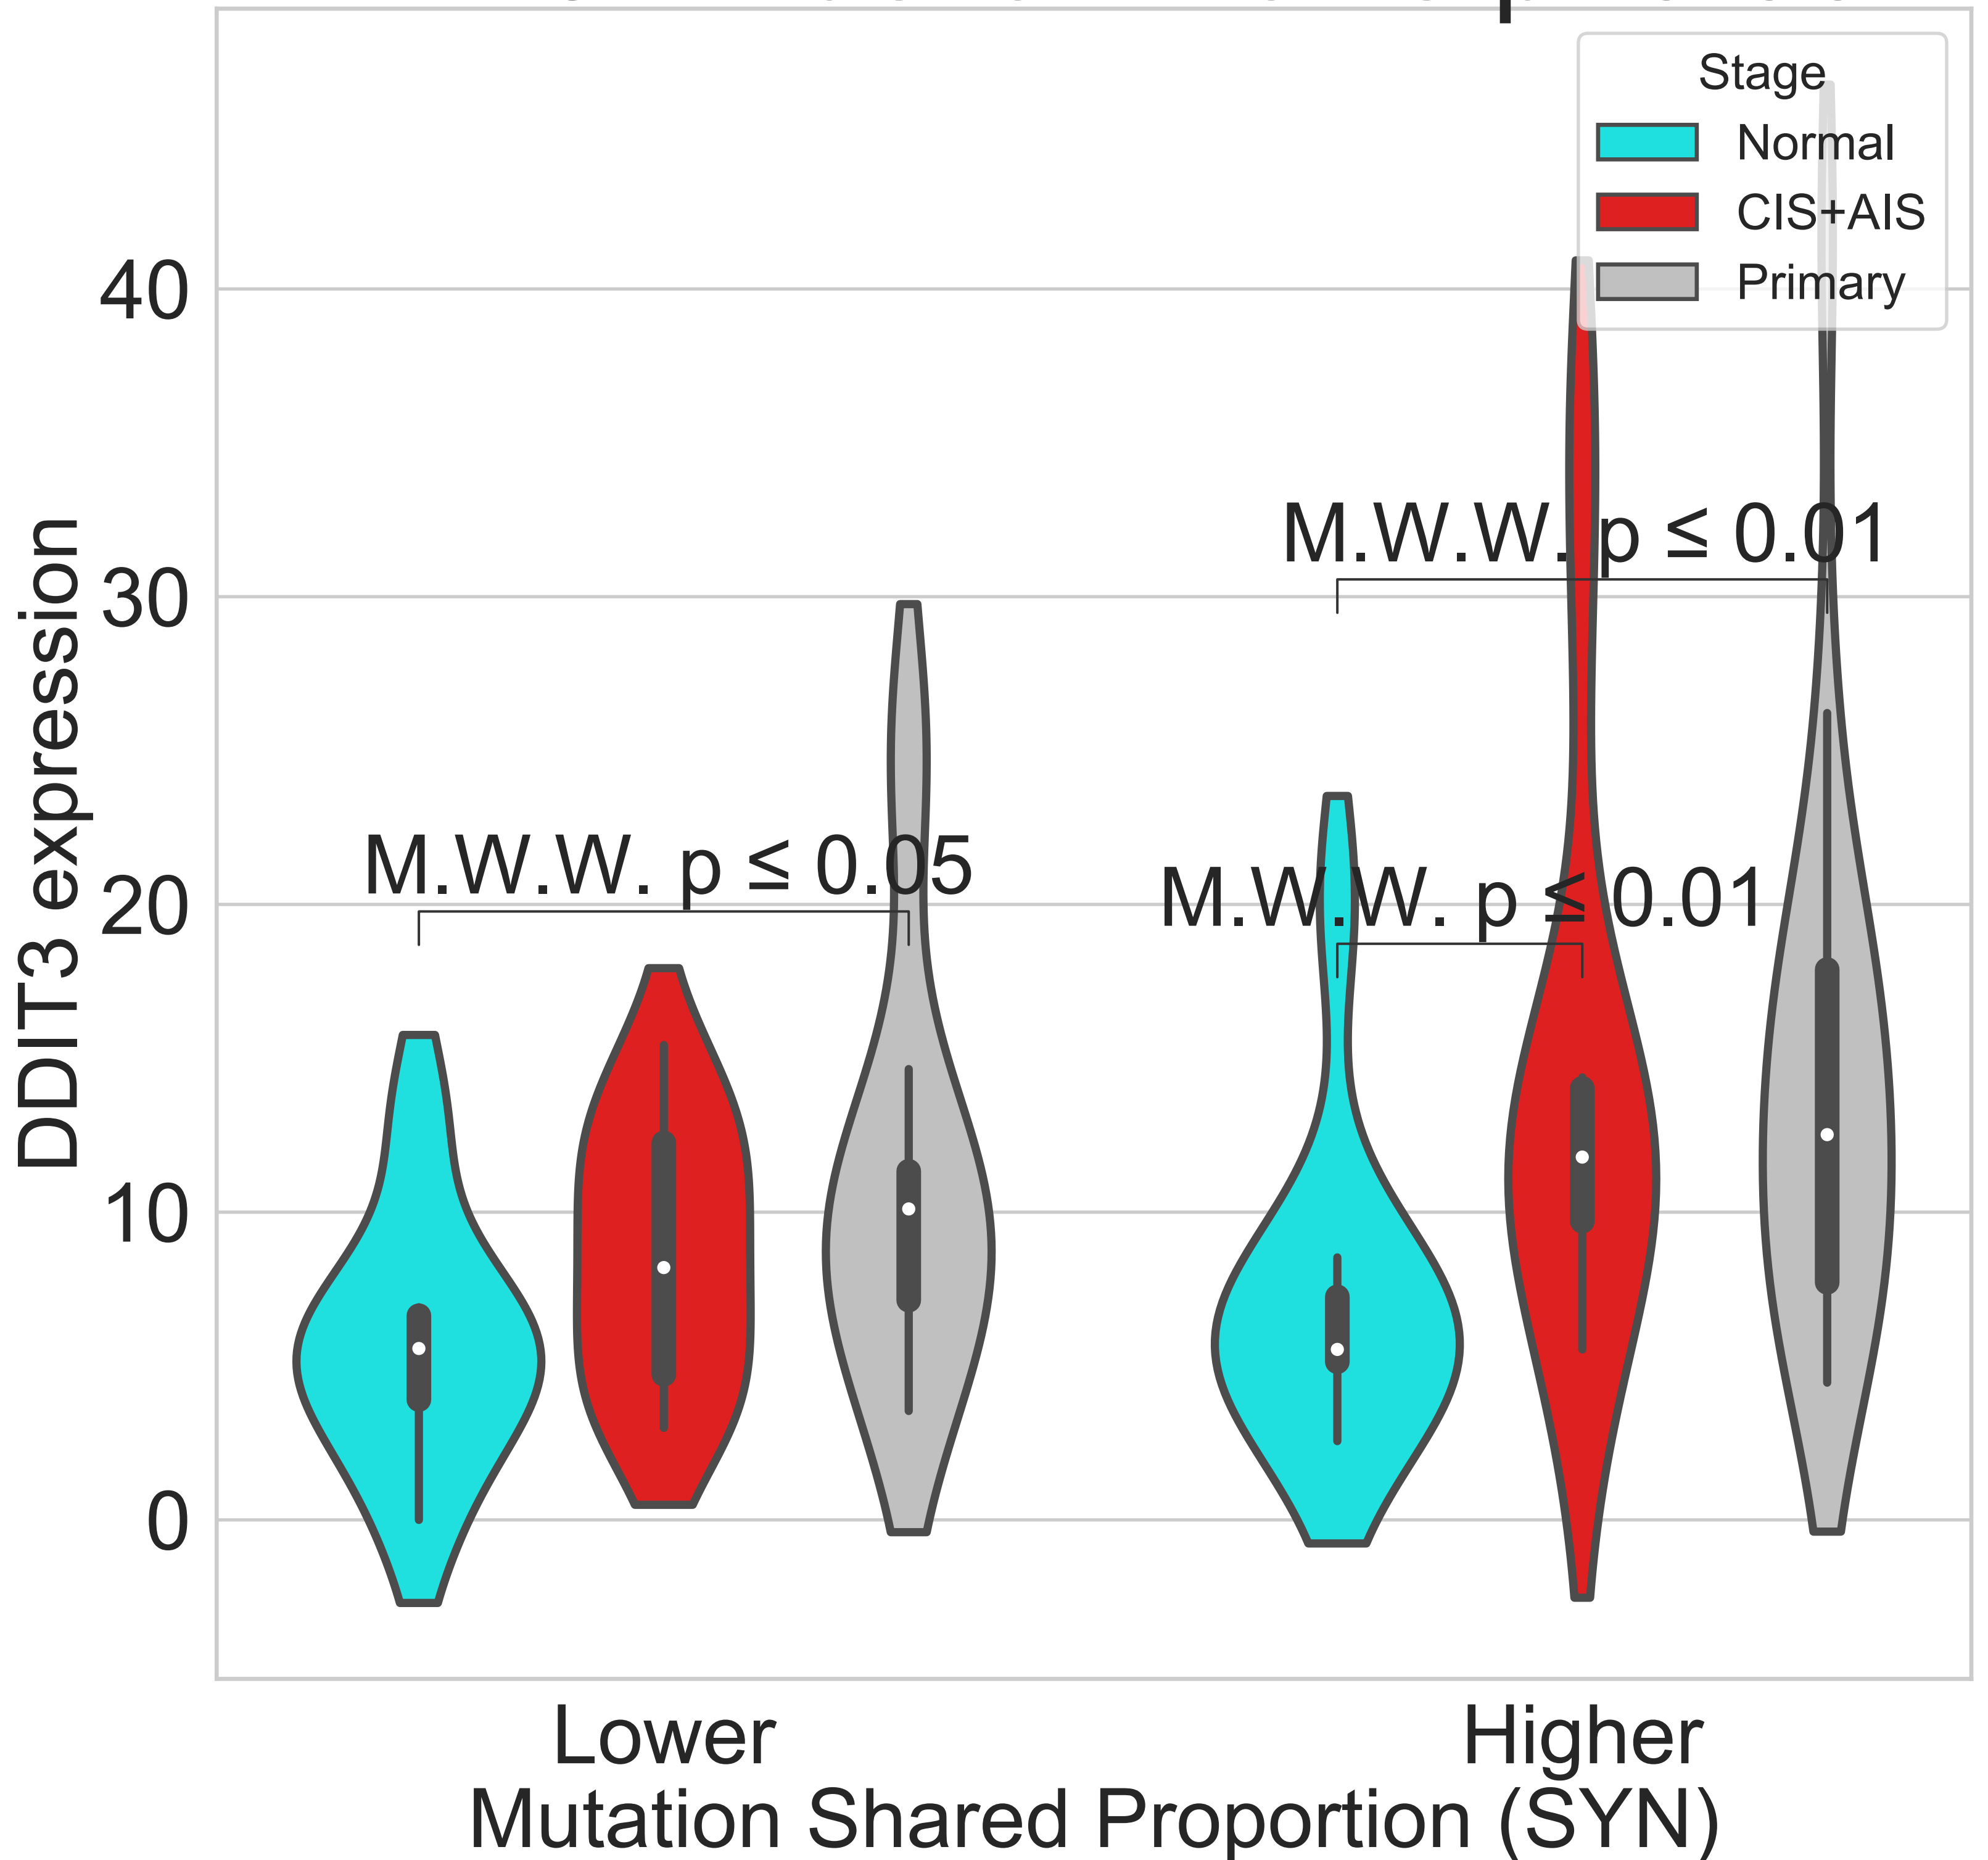 Stage
Normal
CIS+AIS
Primary
40
30
20
10
0
DDIT3 expression
M.W.W. p ≤ 0.01
M.W.W. p ≤ 0.05
M.W.W. p ≤ 0.01
Lower
Higher
Mutation Shared Proportion (SYN)